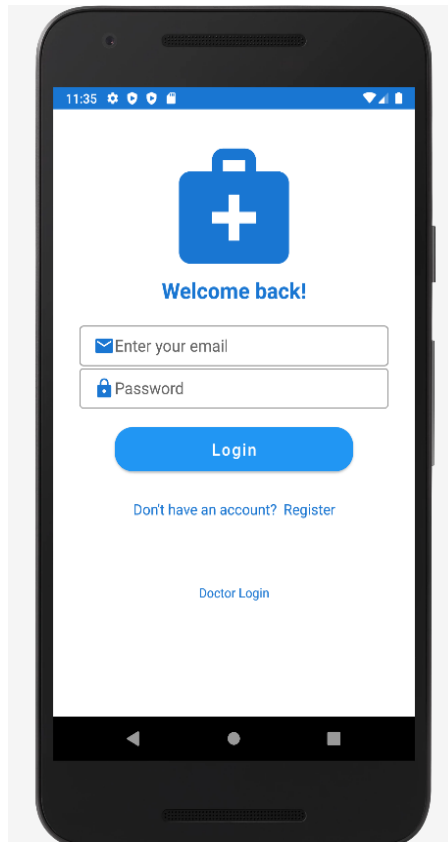 11:35
Welcome back!
Enter your email
Password
Login
Don't have an account? Register
Doctor Login